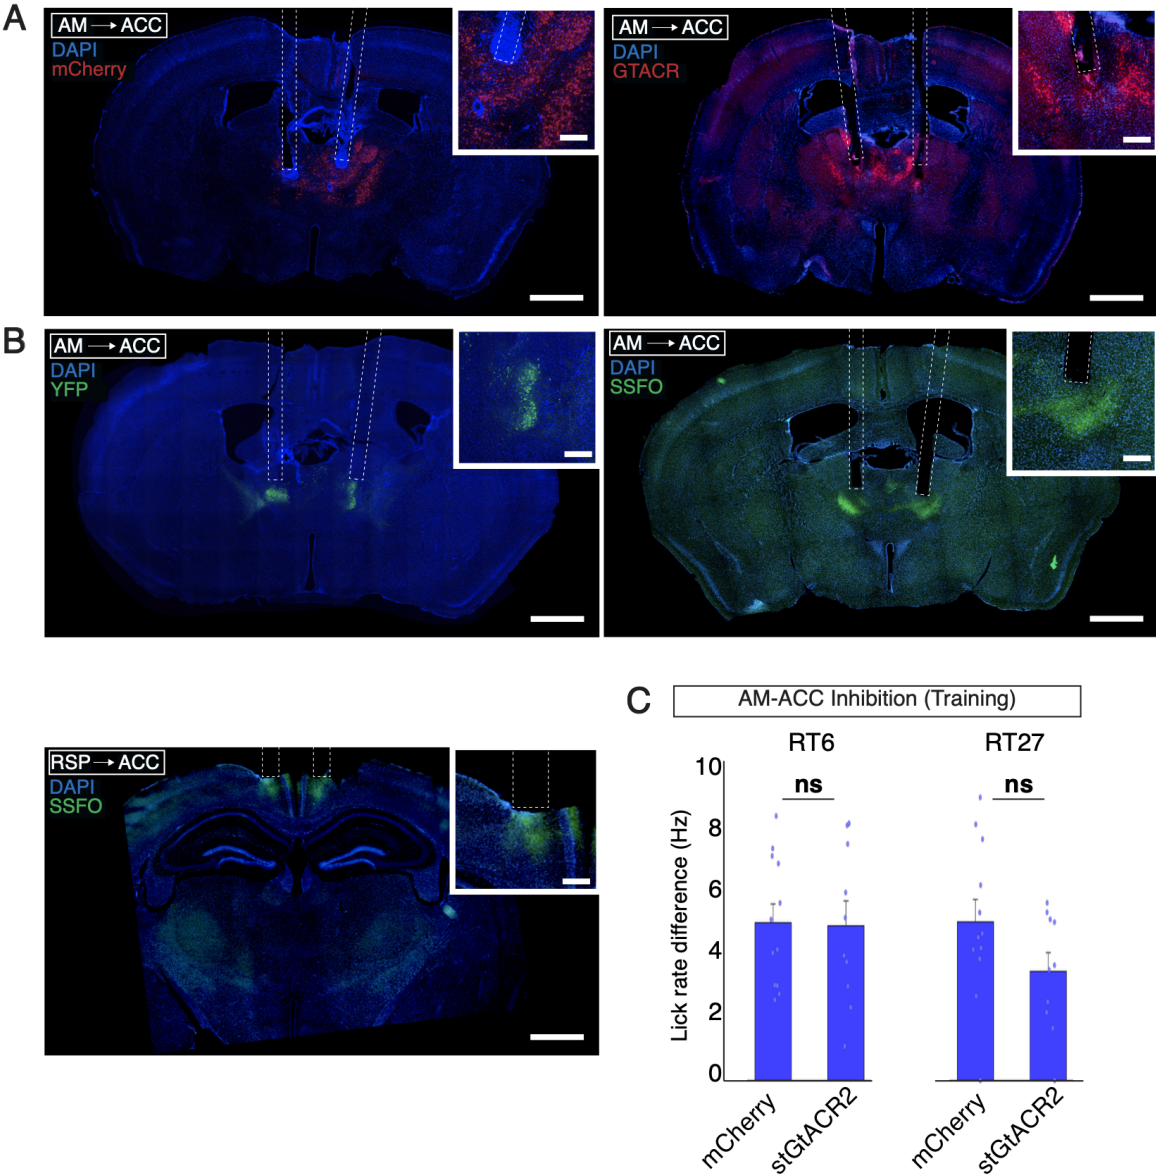 A
AM → ACC
DAPI
mCherry
AM → ACC
DAPI
GTACR
B
AM → ACC
DAPI
YFP
AM → ACC
DAPI
SSFO
RSP → ACC
DAPI
SSFO
C
AM-ACC Inhibition (Training)
RT6
RT27
Lick rate difference (Hz)
10
8
6
4
2
0
ns
ns
mCherry
stGtACR2
mCherry
stGtACR2